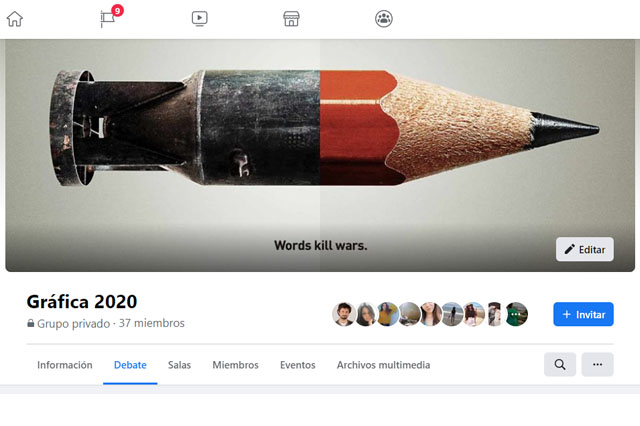 9
Words kill wars.
Editar
Gráfica 2020
Grupo privado · 37 miembros
Invitar
Información Debate Salas Miembros Eventos Archivos multimedia